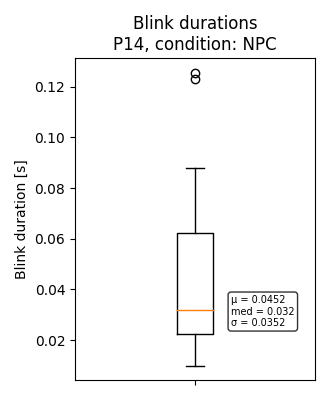 Blink durations
P14, condition: NPC
Blink duration [s]
0.12
0.10
0.08
0.06
0.04
0.02
μ = 0.0452
med = 0.032
σ = 0.0352